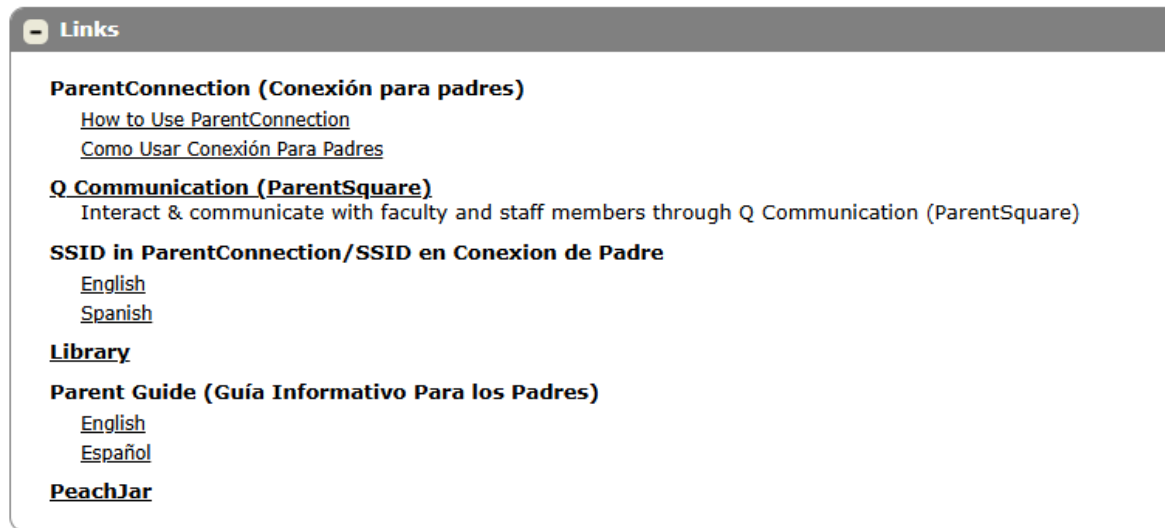 Links
ParentConnection (Conexión para padres)
How to Use ParentConnection
Como Usar Conexión Para Padres
Q Communication (ParentSquare)
Interact & communicate with faculty and staff members through Q Communication (ParentSquare)
SSID in ParentConnection/SSID en Conexion de Padre
English
Spanish
Library
Parent Guide (Guía Informativo Para los Padres)
English
Español
PeachJar